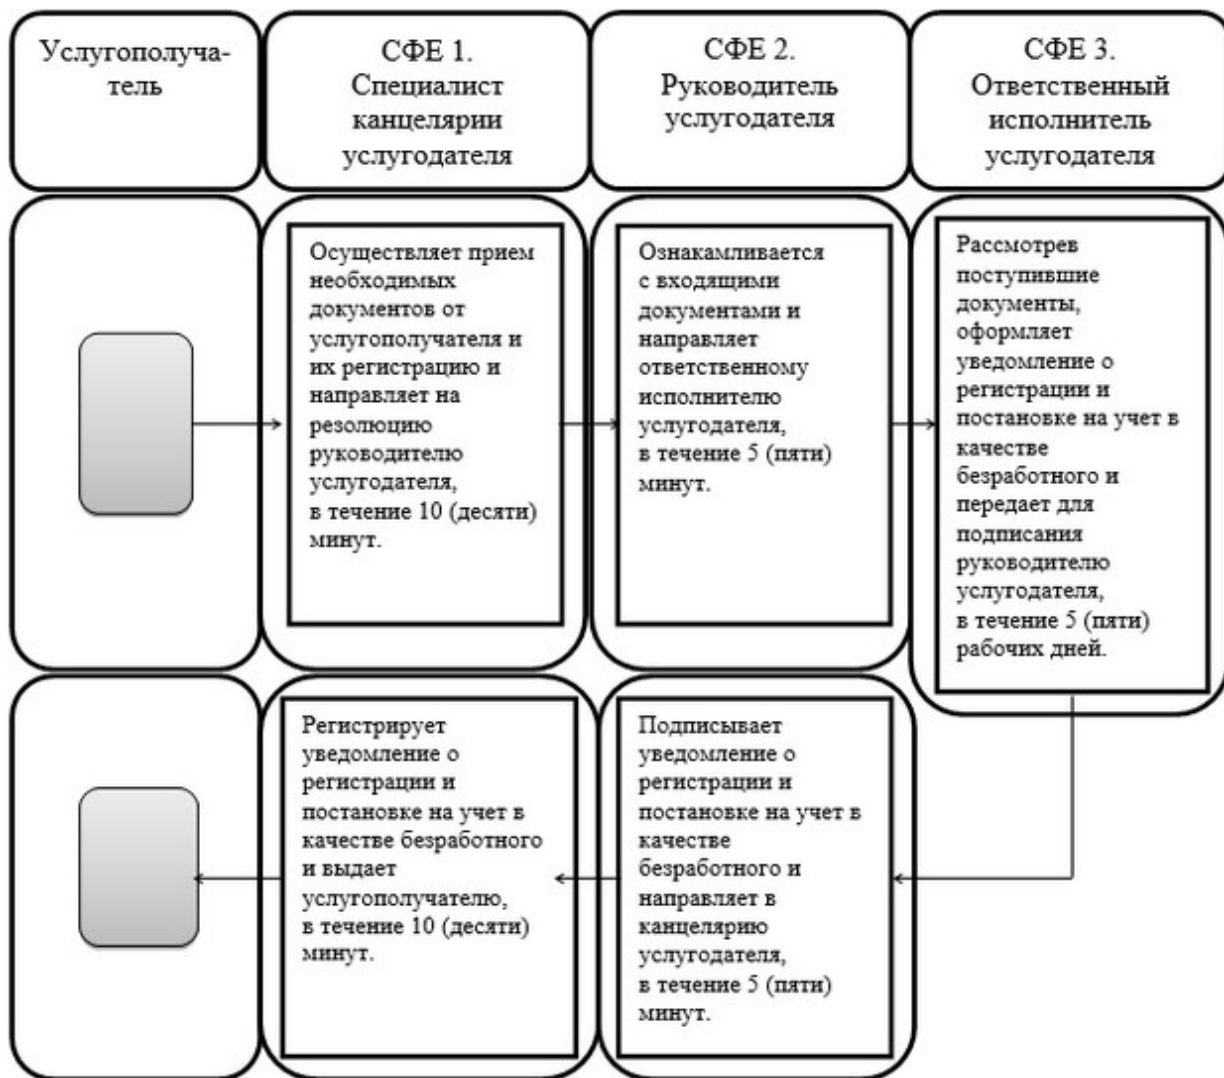 Услугополуча-
тель
СФЕ 1.
Специалист
канцелярии
услугодателя
СФЕ 2.
Руководитель
услугодателя
СФЕ 3.
Ответственный
исполнитель
услугодателя
Осуществляет прием
необходимых
документов от
услугополучателя и
их регистрацию и
направляет на
резолюцию
руководителю
услугодателя,
в течение 10 (десяти)
минут.
Ознакамливается
с входящими
документами и
направляет
ответственному
исполнителю
услугодателя,
в течение 5 (пяти)
минут.
Рассмотрев
поступившие
документы,
оформляет
уведомление о
регистрации и
постановке на учет в
качестве
безработного и
передает для
подписания
руководителю
услугодателя,
в течение 5 (пяти)
рабочих дней.
Регистрирует
уведомление о
регистрации и
постановке на учет в
качестве безработного
и выдает
услугополучателю,
в течение 10 (десяти)
минут.
Подписывает
уведомление о
регистрации и
постановке на учет в
качестве
безработного и
направляет в
канцелярию
услугодателя,
в течение 5 (пяти)
минут.